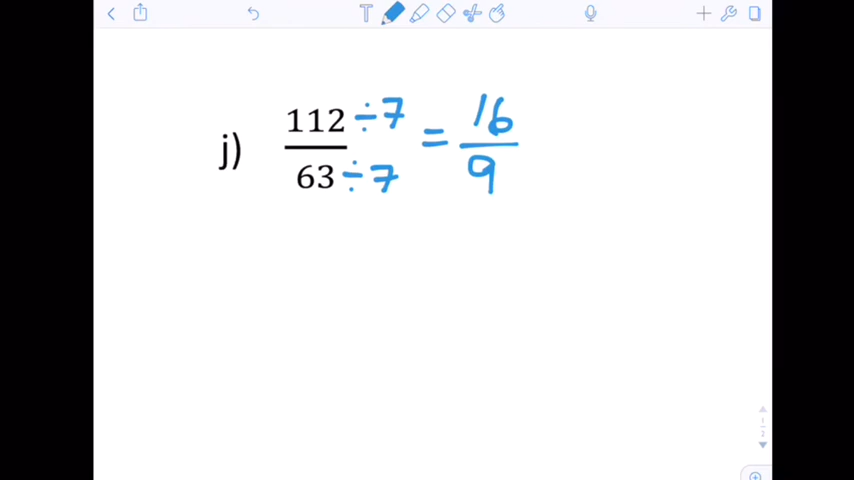 j) 112 ÷7 = 16
63 ÷7 9